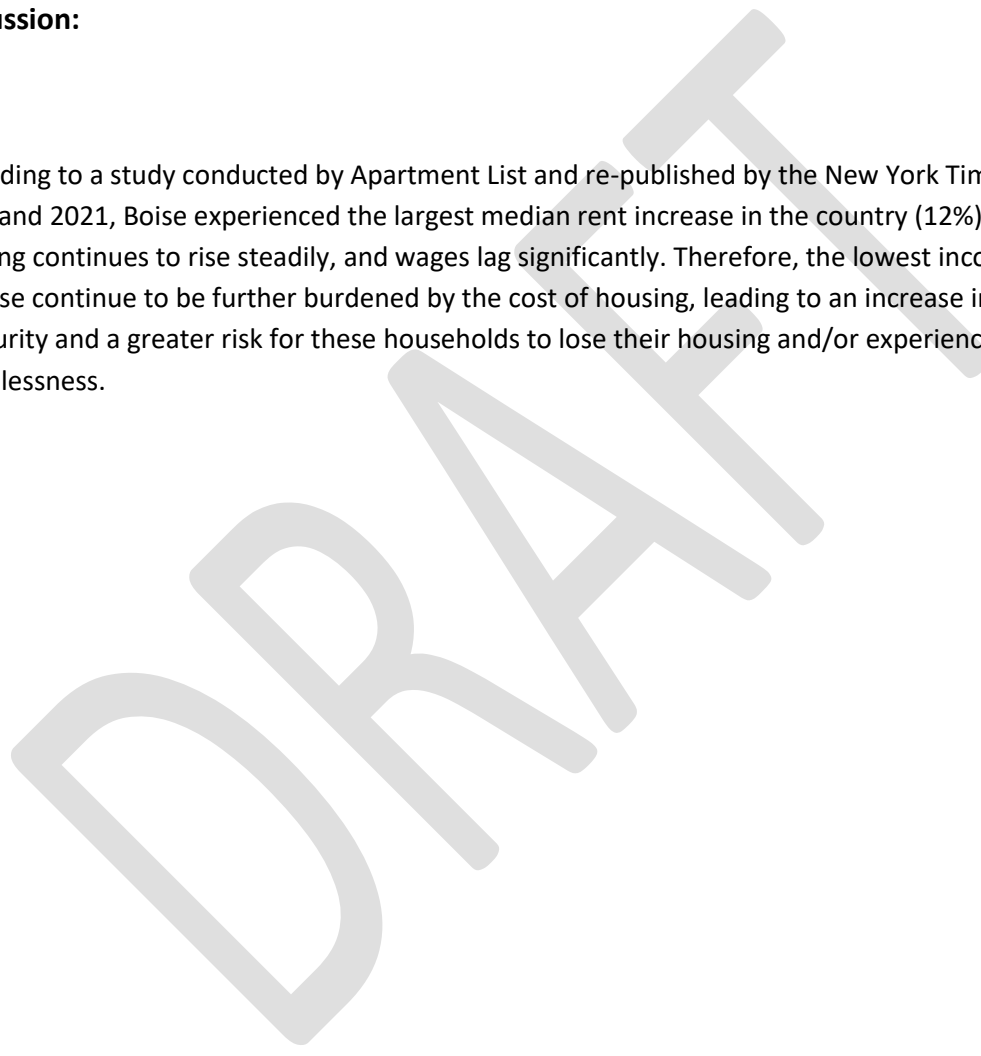 ussion:
ding to a study conducted by Apartment List and re-published by the New York Tim
and 2021, Boise experienced the largest median rent increase in the country (12%)
ng continues to rise steadily, and wages lag significantly. Therefore, the lowest inco
se continue to be further burdened by the cost of housing, leading to an increase in
urity and a greater risk for these households to lose their housing and/or experienc
lessness.
DRAFT